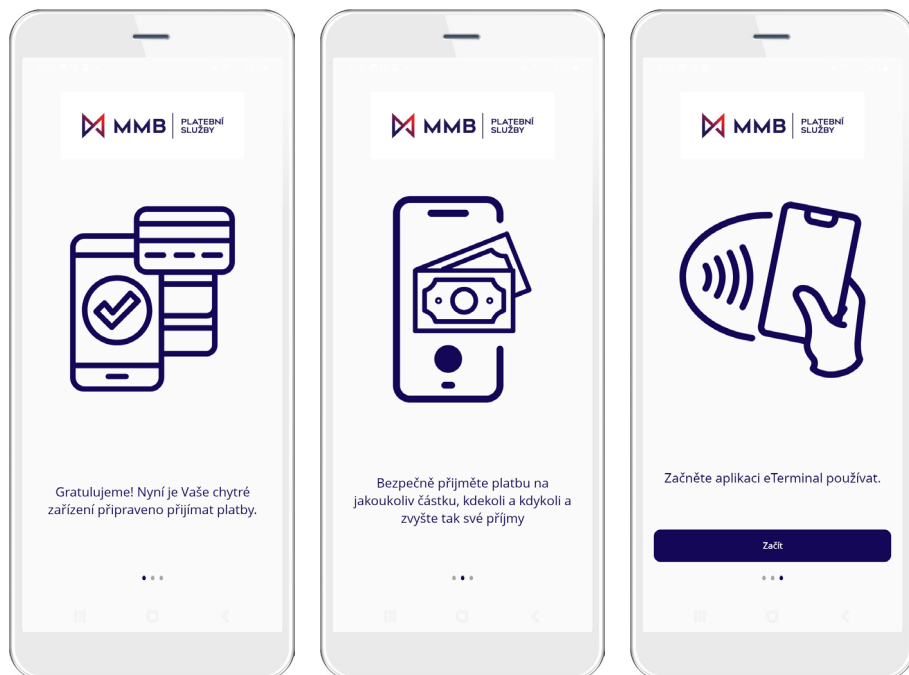 MMB
PLATEBNÍ
SLUŽBY
Gratulujeme! Nyní je Vaše chytré
zařízení připraveno přijímat platby.
MMB
PLATEBNÍ
SLUŽBY
Bezpečně přijměte platbu na
jakoukoliv částku, kdekoli a kdykoli a
zvyšte tak své příjmy
MMB
PLATEBNÍ
SLUŽBY
Začněte aplikaci eTerminal používat.
Začít